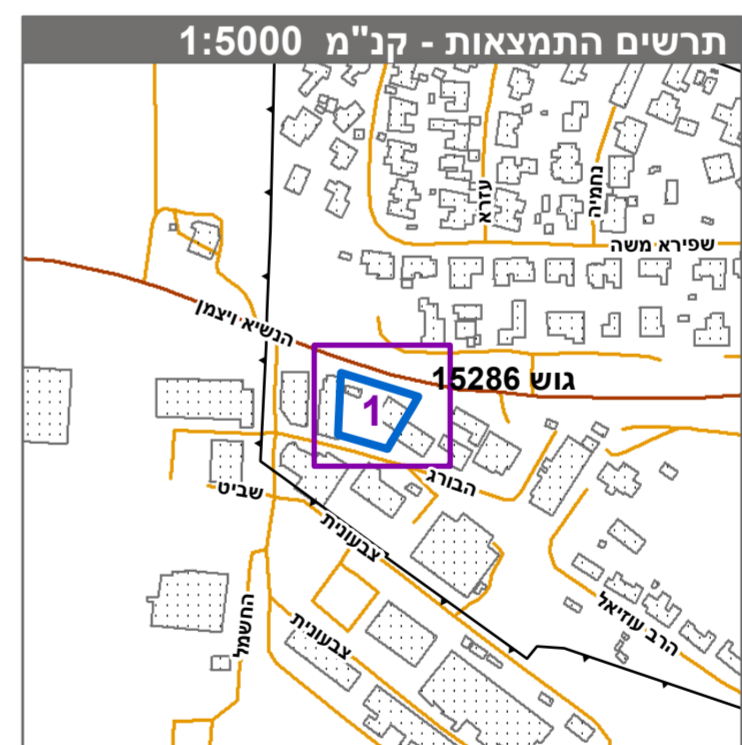 תרשים התמצאות - קנ"מ 1:5000
עזרא
נחמיה
שפירא משה
הנשיא ויצמן
גוש 15286
1
הבורג
שביט
צבעונית
החשמל
צבעונית
הרב עוזיאל